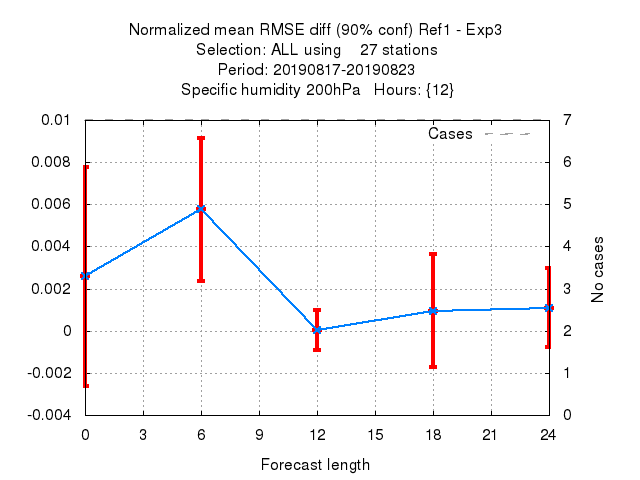 Normalized mean RMSE diff (90% conf) Ref1 - Exp3
Selection: ALL using    27 stations
Period: 20190817-20190823
Specific humidity 200hPa   Hours: {12}
0.01
0.008
0.006
0.004
0.002
0
-0.002
-0.004
Cases
7
6
5
4
3
2
1
0
No cases
0 3 6 9 12 15 18 21 24
Forecast length